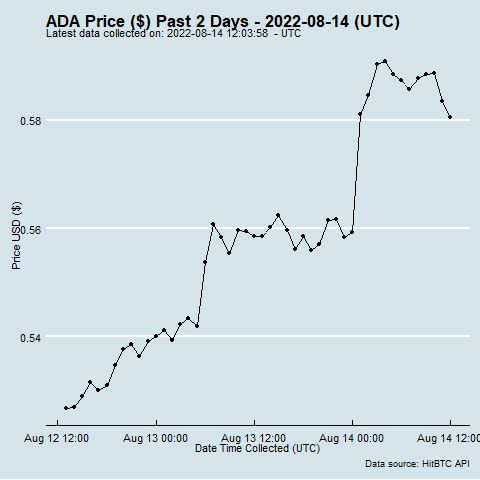 ADA Price ($) Past 2 Days - 2022-08-14 (UTC)
Latest data collected on: 2022-08-14 12:03:58 - UTC
0.58
0.56
0.54
Price USD ($)
Aug 12 12:00 Aug 13 00:00 Aug 13 12:00 Aug 14 00:00 Aug 14 12:00
Date Time Collected (UTC)
Data source: HitBTC API